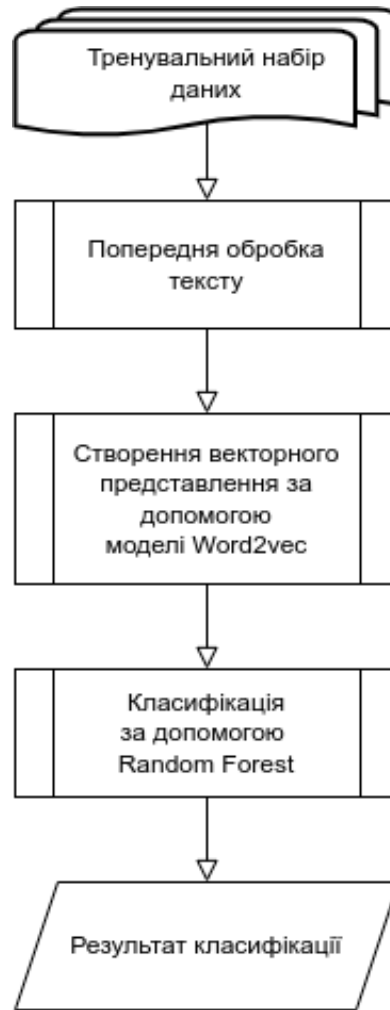 Тренувальний набір
даних
Попередня обробка
тексту
Створення векторного
представлення за
допомогою
моделі Word2vec
Класифікація
за допомогою
Random Forest
Результат класифікації